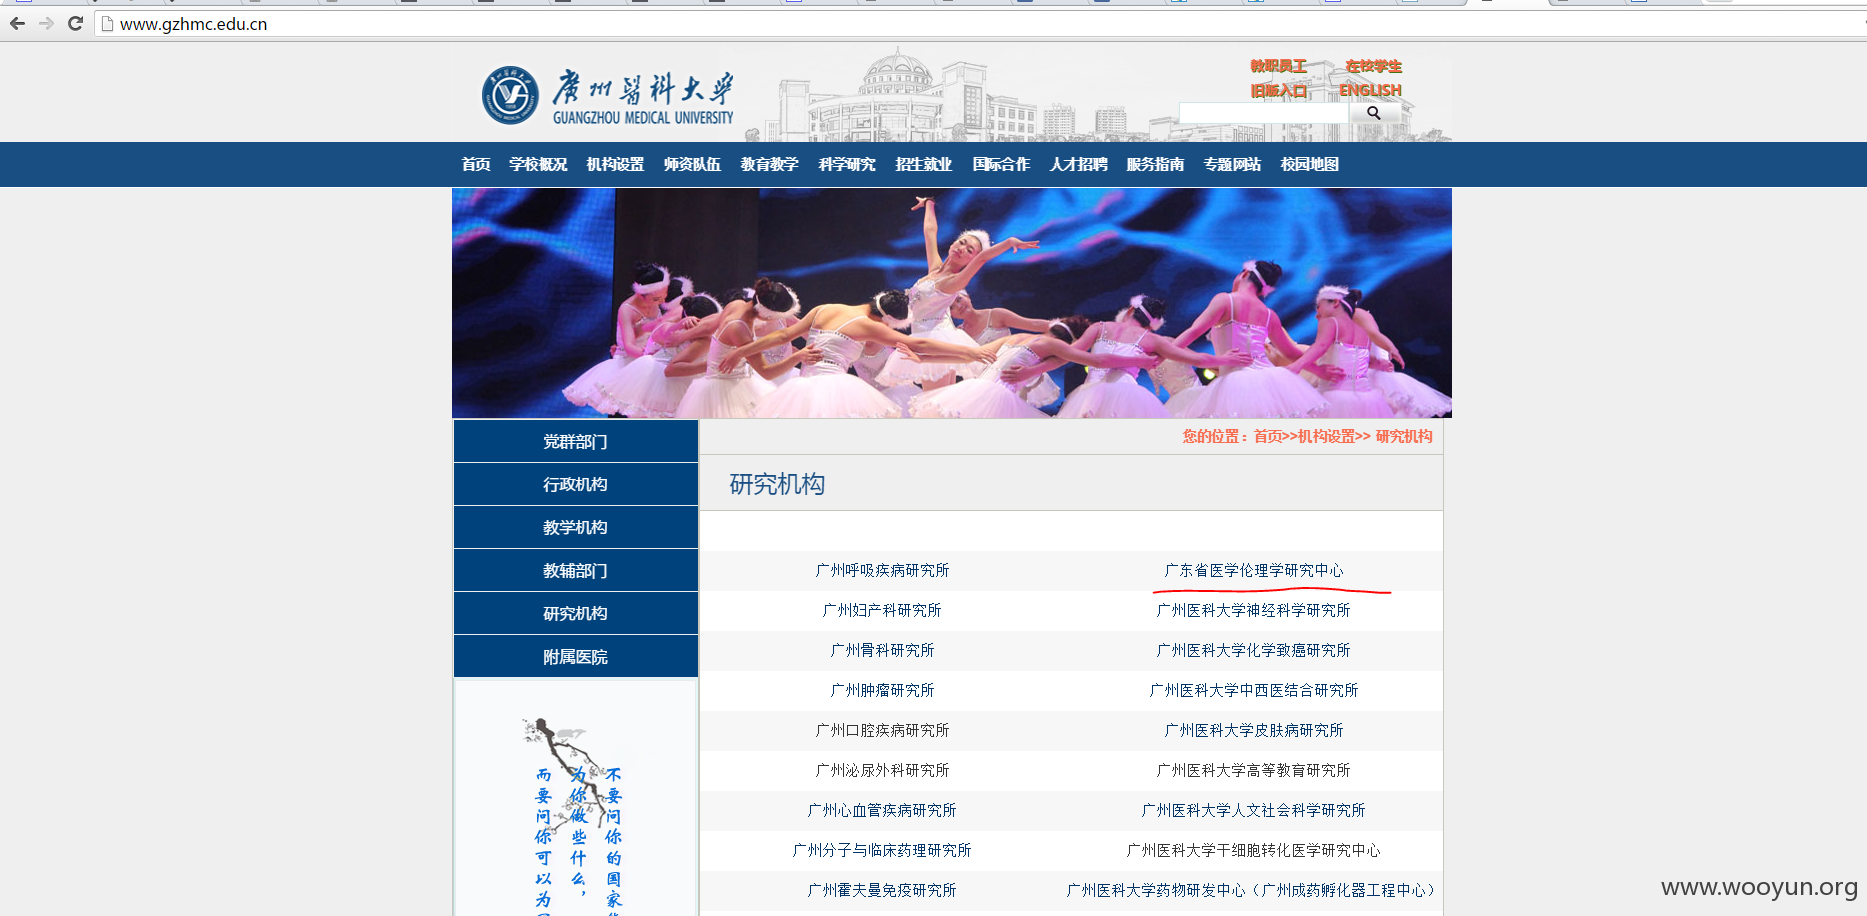 www.gzhmc.edu.cn
廣州醫科大學
GUANGZHOU MEDICAL UNIVERSITY
教职员工 在校学生
旧版入口 ENGLISH
首页 学校概况 机构设置 师资队伍 教育教学 科学研究 招生就业 国际合作 人才招聘 服务指南 专题网站 校园地图
党群部门
行政机构
教学机构
教辅部门
研究机构
附属医院
您的位置：首页>>机构设置>> 研究机构
研究机构
广州呼吸疾病研究所 广东省医学伦理学研究中心
广州妇产科研究所 广州医科大学神经科学研究所
广州骨科研究所 广州医科大学化学致癌研究所
广州肿瘤研究所 广州医科大学中西医结合研究所
广州口腔疾病研究所 广州医科大学皮肤病研究所
广州泌尿外科研究所 广州医科大学高等教育研究所
广州心血管疾病研究所 广州医科大学人文社会科学研究所
广州分子与临床药理研究所 广州医科大学干细胞转化医学研究中心
广州霍夫曼免疫研究所 广州医科大学药物研发中心（广州成药孵化器工程中心）
不要问你的国家
为你做些什么，
而要问你可以为
www.wooyun.org